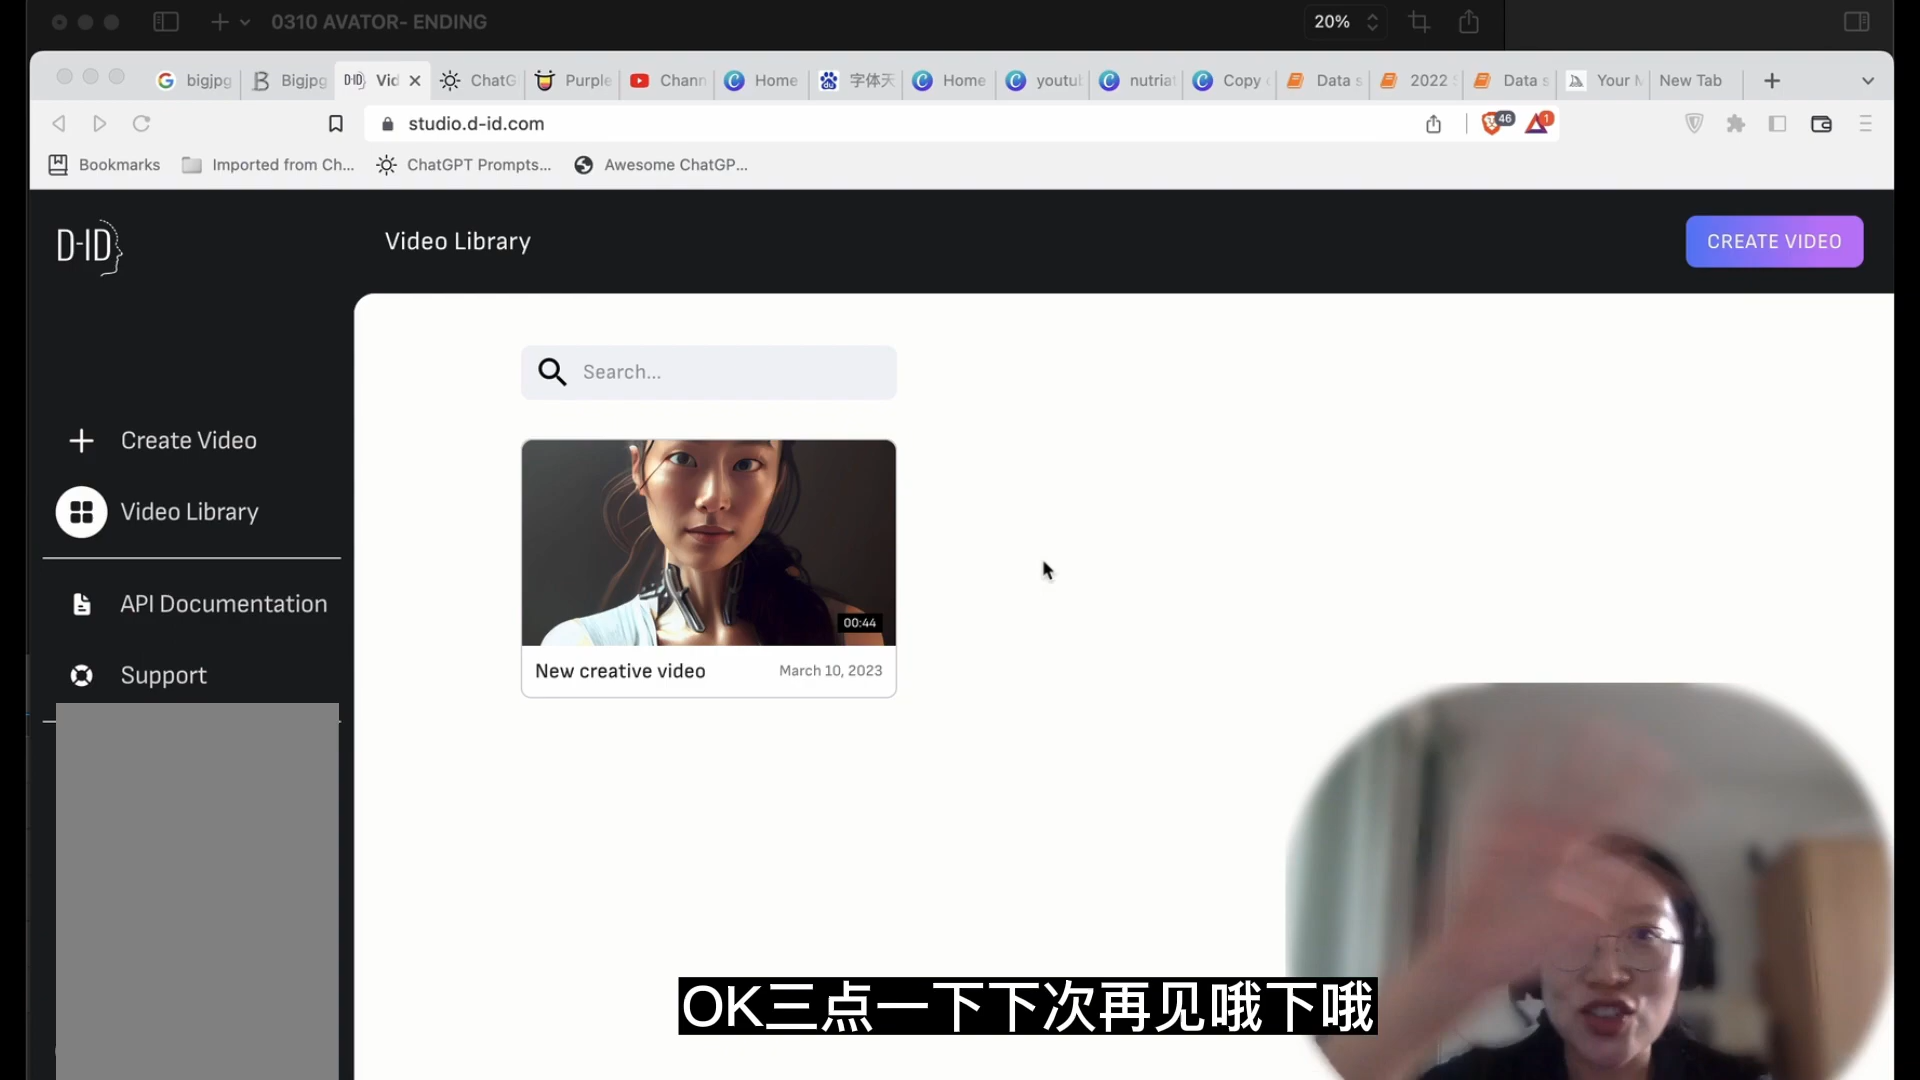 0310 AVATOR- ENDING
20%
bigjpg
Bigjpg
Vid
ChatG
Purple
Chann
Home
字体天
Home
youtu
nutria
Copy
Data s
2022
Data s
Your M
New Tab
studio.d-id.com
46
1
Bookmarks
Imported from Ch...
ChatGPT Prompts...
Awesome ChatGP...
D-ID
Video Library
CREATE VIDEO
Search...
Create Video
Video Library
API Documentation
Support
00:44
New creative video
March 10, 2023
OK三点一下下次再见哦下哦